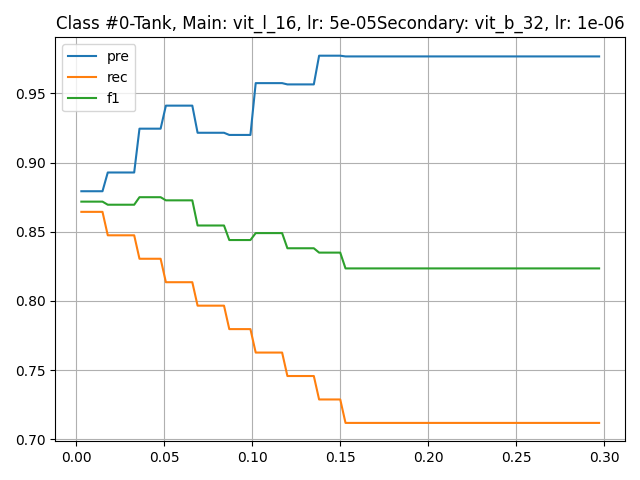 Class #0-Tank, Main: vit_l_16, lr: 5e-05Secondary: vit_b_32, lr: 1e-06
pre
rec
f1
0.95
0.90
0.85
0.80
0.75
0.70
0.00 0.05 0.10 0.15 0.20 0.25 0.30